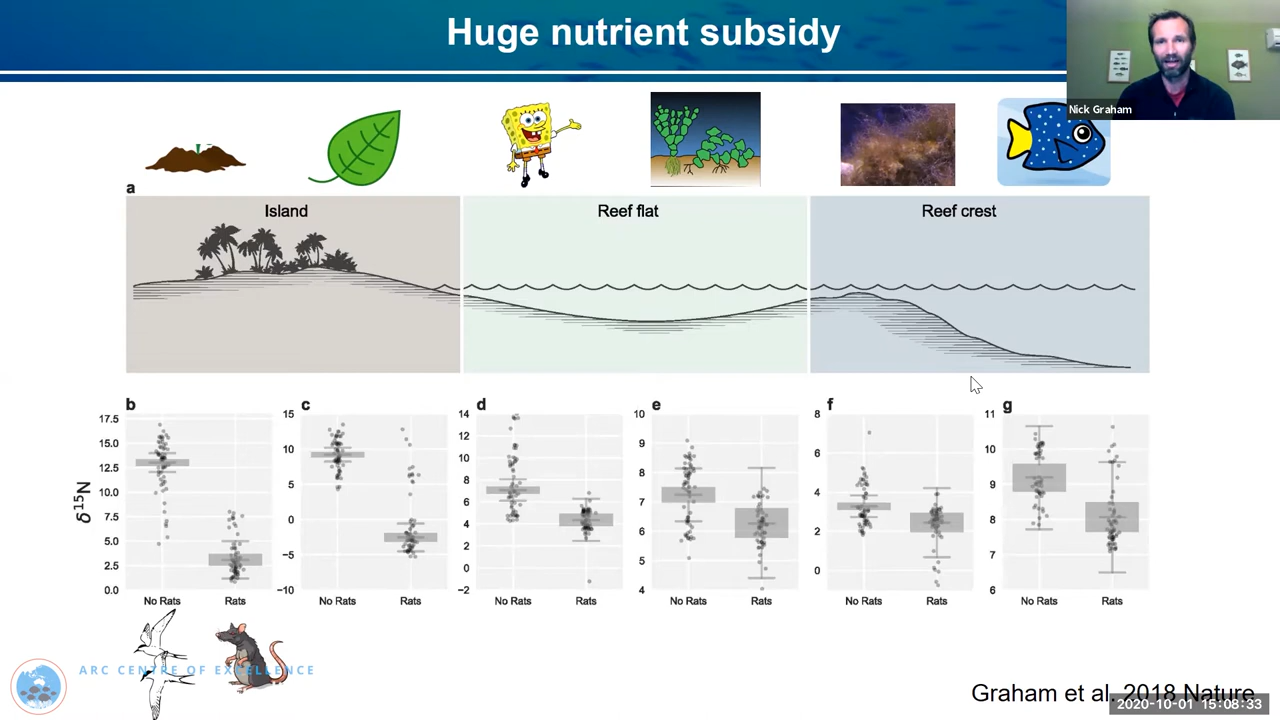 Huge nutrient subsidy
Nick Graham
a
Island
Reef flat
Reef crest
b
c
d
e
f
g
δ15N
17.5
15.0
12.5
10.0
7.5
5.0
2.5
0.0
No Rats
Rats
15
10
5
0
−5
−10
No Rats
Rats
14
12
10
8
6
4
2
0
−2
No Rats
Rats
10
9
8
7
6
5
4
No Rats
Rats
8
6
4
2
0
No Rats
Rats
11
10
9
8
7
6
No Rats
Rats
ARC CENTRE OF EXCELLENCE
Graham et al. 2018 Nature
2020-10-01 15:08:33